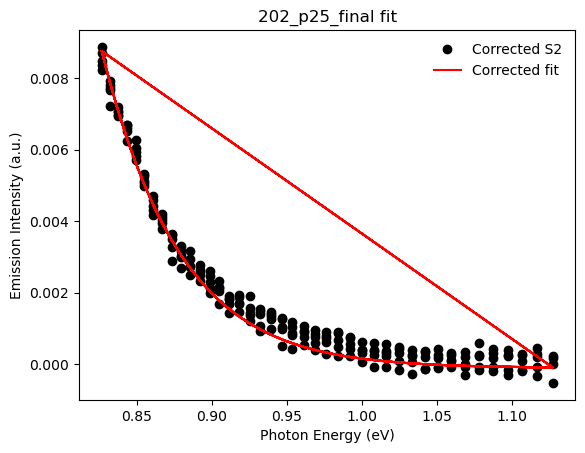 202_p25_final fit
Corrected S2
Corrected fit
Emission Intensity (a.u.)
0.008
0.006
0.004
0.002
0.000
0.85 0.90 0.95 1.00 1.05 1.10
Photon Energy (eV)